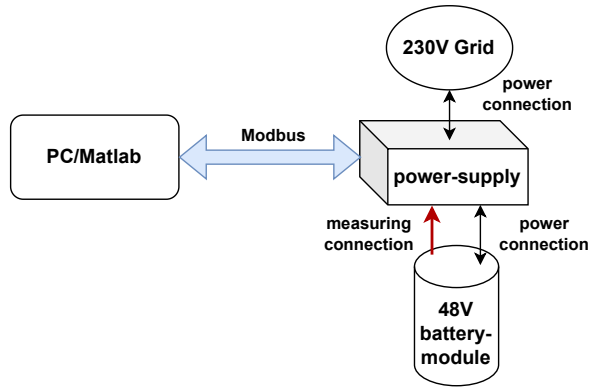 230V Grid
power
connection
Modbus
PC/Matlab
power-supply
measuring
connection
power
connection
48V
battery-
module